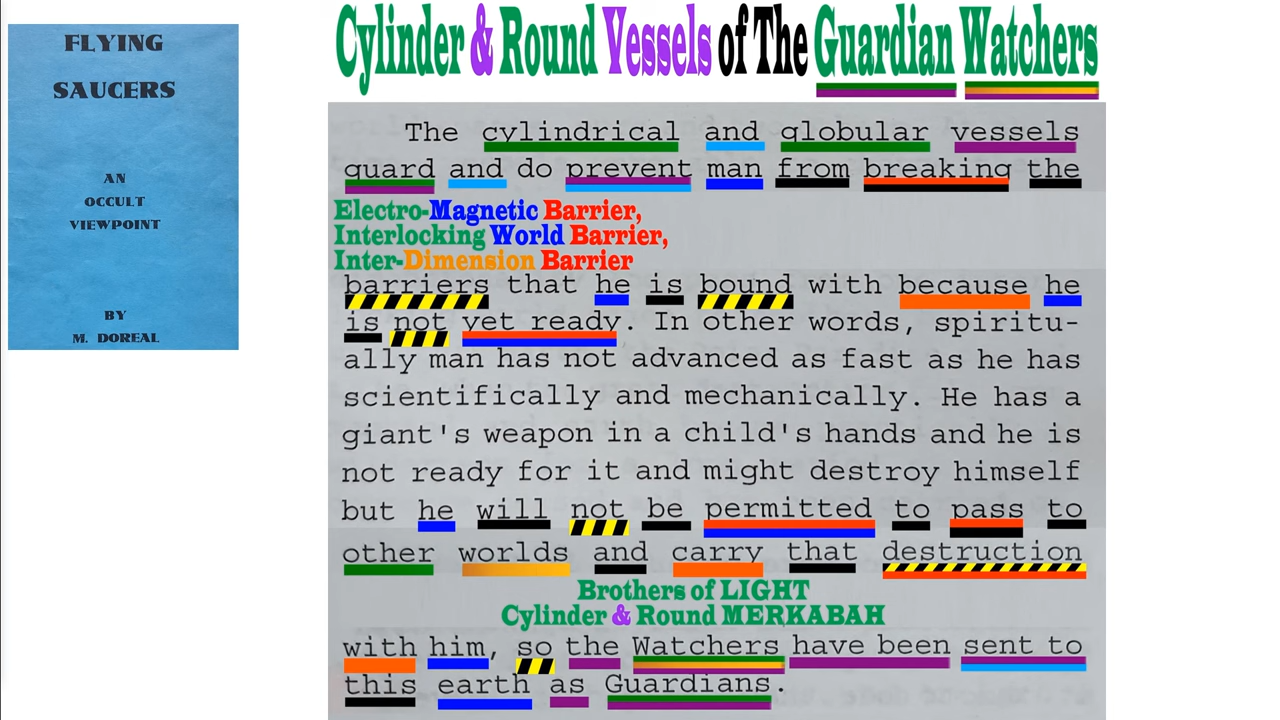 FLYING
SAUCERS
AN
OCCULT
VIEWPOINT
BY
M. DOREAL
Cylinder & Round Vessels of The Guardian Watchers
The cylindrical and globular vessels
guard and do prevent man from breaking the
Electro-Magnetic Barrier,
Interlocking World Barrier,
Inter-Dimension Barrier
barriers that he is bound with because he
is not yet ready. In other words, spiritu-
ally man has not advanced as fast as he has
scientifically and mechanically. He has a
giant's weapon in a child's hands and he is
not ready for it and might destroy himself
but he will not be permitted to pass to
other worlds and carry that destruction
Brothers of LIGHT
Cylinder & Round MERKABAH
with him, so the Watchers have been sent to
this earth as Guardians.